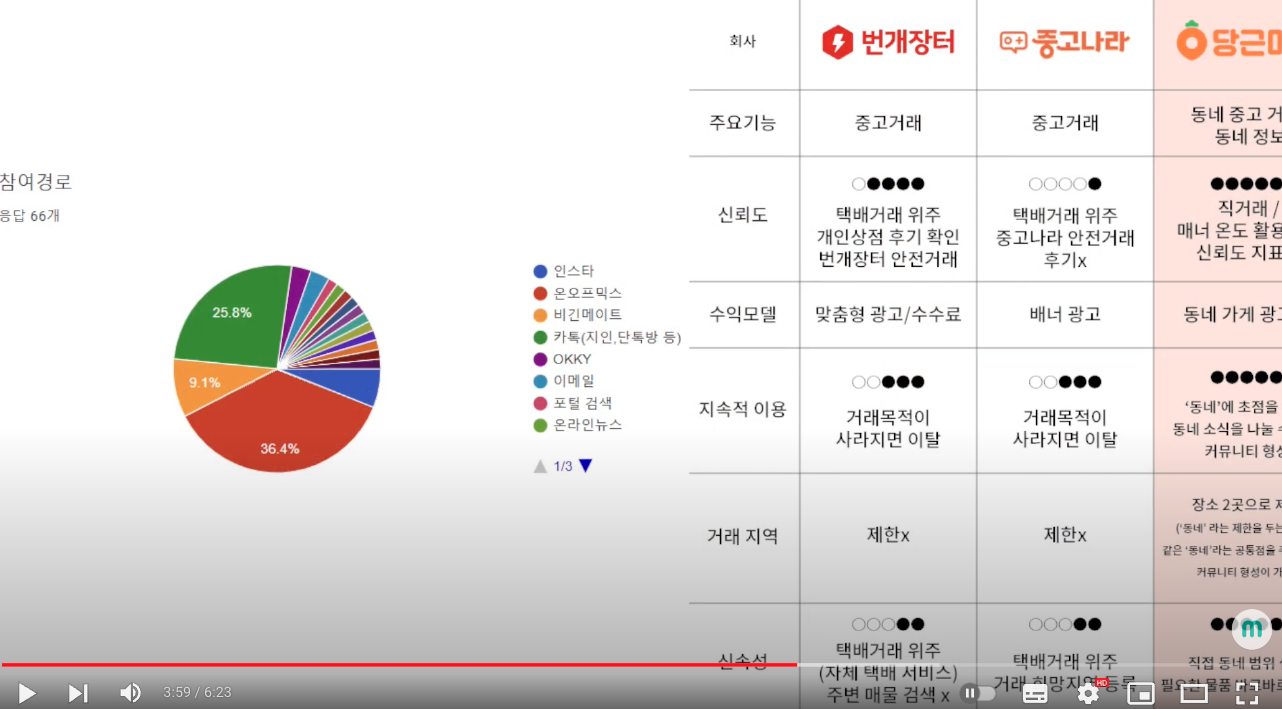 참여경로
응답 66개
25.8%
9.1%
36.4%
인스타
온오프믹스
비긴메이트
카톡(지인,단톡방 등)
OKKY
이메일
포털 검색
온라인뉴스
1/3
회사
번개장터
중고나라
당근마
주요기능
중고거래
중고거래
동네 중고 거
동네 정보
신뢰도
○●●●●
택배거래 위주
개인상점 후기 확인
번개장터 안전거래
○○○○●
택배거래 위주
중고나라 안전거래
후기x
●●●●●
직거래 /
매너 온도 활용
신뢰도 지표
수익모델
맞춤형 광고/수수료
배너 광고
동네 가게 광고
지속적 이용
○○●●●
거래목적이
사라지면 이탈
○○●●●
거래목적이
사라지면 이탈
●●●●●
‘동네’에 초점을
동네 소식을 나눌 수
커뮤니티 형성
거래 지역
제한x
제한x
장소 2곳으로 제
(‘동네’ 라는 제한을 두는
같은 ‘동네’라는 공통점을
커뮤니티 형성이 가
신속성
○○○●●
택배거래 위주
(자체 택배 서비스)
주변 매물 검색 x
○○○●●
택배거래 위주
거래 희망지역 등록
직접 동네 범위
필요한 물품
m
3:59 / 6:23
HD